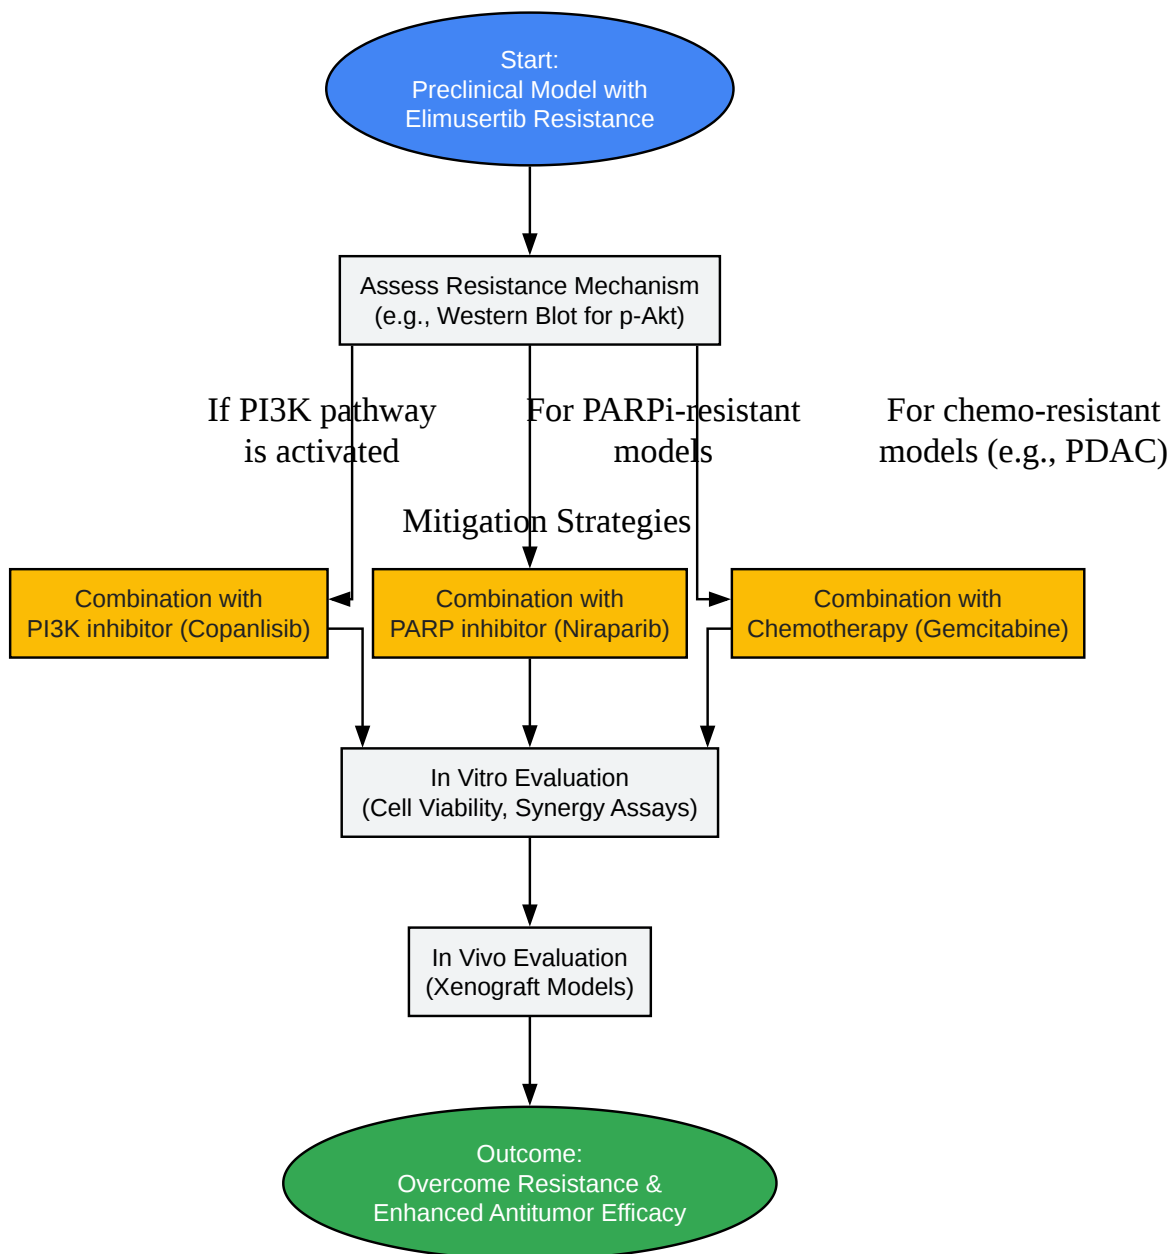 Start:
Preclinical Model with
Elimusertib Resistance
Assess Resistance Mechanism
(e.g., Western Blot for p-Akt)
If PI3K pathway
is activated
For PARPi-resistant
models
For chemo-resistant
models (e.g., PDAC)
Mitigation Strategies
Combination with
PI3K inhibitor (Copanlisib)
Combination with
PARP inhibitor (Niraparib)
Combination with
Chemotherapy (Gemcitabine)
In Vitro Evaluation
(Cell Viability, Synergy Assays)
In Vivo Evaluation
(Xenograft Models)
Outcome:
Overcome Resistance &
Enhanced Antitumor Efficacy